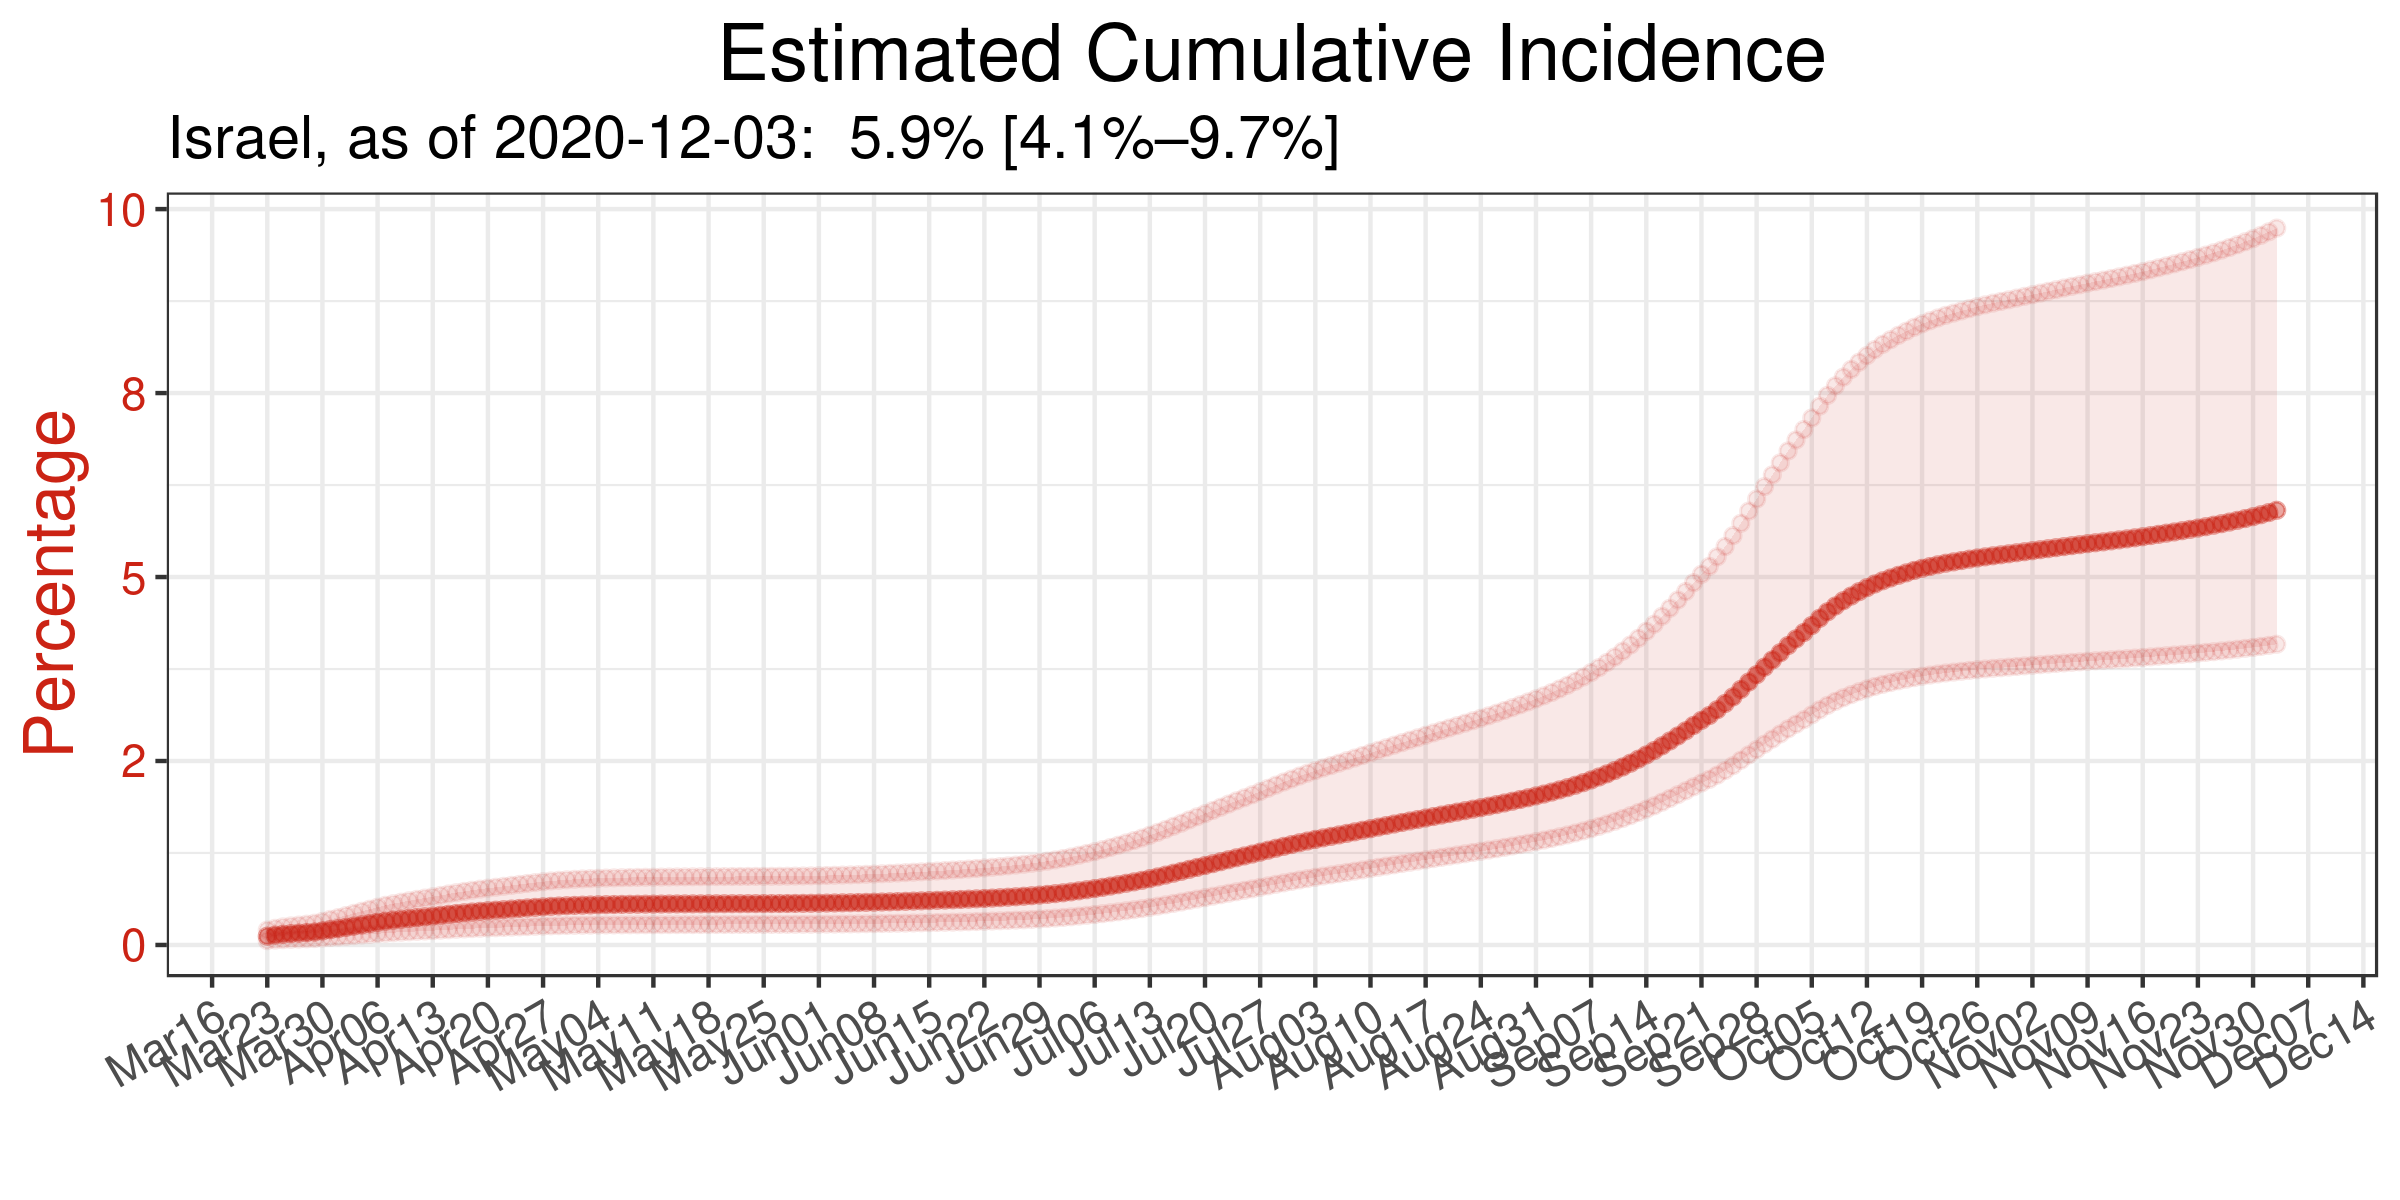 Estimated Cumulative Incidence
Israel, as of 2020-12-03:  5.9% [4.1%–9.7%]
Percentage
10
8
5
2
0
Mar16
Mar23
Mar30
Apr06
Apr13
Apr20
Apr27
May04
May11
May18
May25
Jun01
Jun08
Jun15
Jun22
Jun29
Jul06
Jul13
Jul20
Jul27
Aug03
Aug10
Aug17
Aug24
Aug31
Sep07
Sep14
Sep21
Sep28
Oct05
Oct12
Oct19
Oct26
Nov02
Nov09
Nov16
Nov23
Nov30
Dec07
Dec14